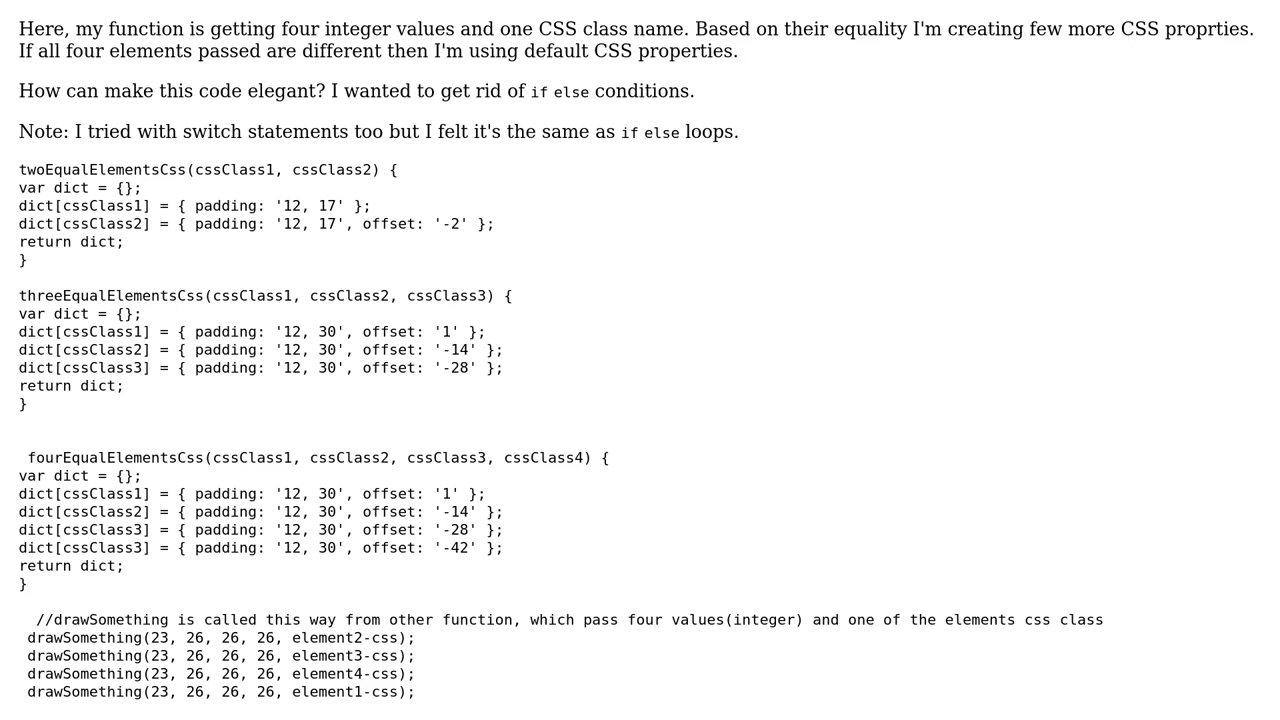 Here, my function is getting four integer values and one CSS class name. Based on their equality I'm creating few more CSS proprties.
If all four elements passed are different then I'm using default CSS properties.
How can make this code elegant? I wanted to get rid of if else conditions.
Note: I tried with switch statements too but I felt it's the same as if else loops.
twoEqualElementsCss(cssClass1, cssClass2) {
var dict = {};
dict[cssClass1] = { padding: '12, 17' };
dict[cssClass2] = { padding: '12, 17', offset: '-2' };
return dict;
}
threeEqualElementsCss(cssClass1, cssClass2, cssClass3) {
var dict = {};
dict[cssClass1] = { padding: '12, 30', offset: '1' };
dict[cssClass2] = { padding: '12, 30', offset: '-14' };
dict[cssClass3] = { padding: '12, 30', offset: '-28' };
return dict;
}
fourEqualElementsCss(cssClass1, cssClass2, cssClass3, cssClass4) {
var dict = {};
dict[cssClass1] = { padding: '12, 30', offset: '1' };
dict[cssClass2] = { padding: '12, 30', offset: '-14' };
dict[cssClass3] = { padding: '12, 30', offset: '-28' };
dict[cssClass3] = { padding: '12, 30', offset: '-42' };
return dict;
}
//drawSomething is called this way from other function, which pass four values(integer) and one of the elements css class
drawSomething(23, 26, 26, 26, element2-css);
drawSomething(23, 26, 26, 26, element3-css);
drawSomething(23, 26, 26, 26, element4-css);
drawSomething(23, 26, 26, 26, element1-css);